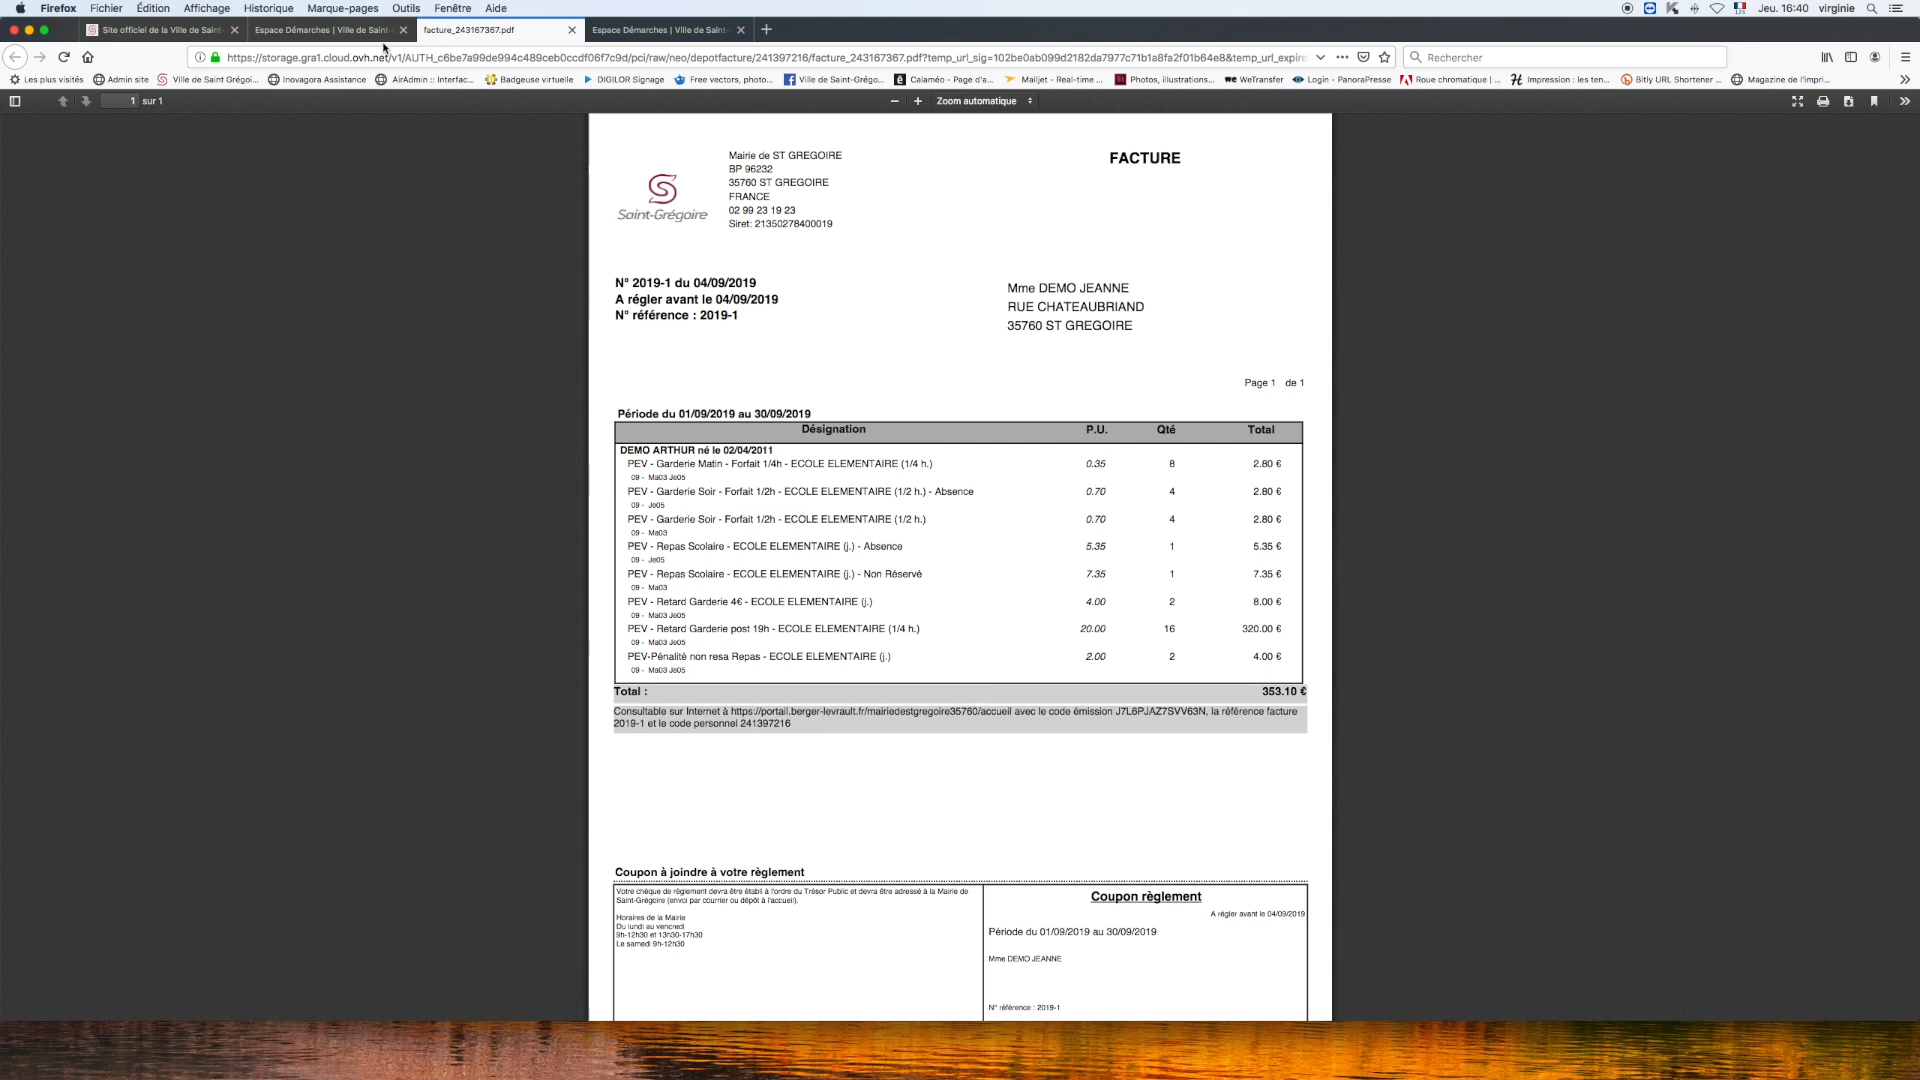 Firefox Fichier Édition Affichage Historique Marque-pages Outils Fenêtre Aide
Jeu. 16:40 virginie
Site officiel de la Ville de Saint-
Espace Démarches | Ville de Saint-
facture_243167367.pdf
Espace Démarches | Ville de Saint-
https://storage.gra1.cloud.ovh.net/v1/AUTH_c6be7a99de994c489ceb0ccdf06f7c9d/pci/raw/neo/depotfacture/241397216/facture_243167367.pdf?temp_url_sig=102be0ab099d2182da7977c71b1a8fa2f01b64e8&temp_url_expire
Rechercher
Les plus visités Admin site Ville de Saint Grégoi... Inovagora Assistance AirAdmin :: Interfac... Badgeuse virtuelle DIGILOR Signage Free vectors, photo... Ville de Saint-Grégo... Calaméo - Page d'a... Mailjet - Real-time ... Photos, illustrations... WeTransfer Login - PanoraPresse Roue chromatique | ... Impression : les ten... Bitly URL Shortener ... Magazine de l'impri...
1 sur 1
Zoom automatique
Mairie de ST GREGOIRE
BP 96232
35760 ST GREGOIRE
FRANCE
02 99 23 19 23
Siret: 21350278400019
Saint-Grégoire
FACTURE
N° 2019-1 du 04/09/2019
A régler avant le 04/09/2019
N° référence : 2019-1
Mme DEMO JEANNE
RUE CHATEAUBRIAND
35760 ST GREGOIRE
Page 1 de 1
Période du 01/09/2019 au 30/09/2019
Désignation P.U. Qté Total
DEMO ARTHUR né le 02/04/2011
PEV - Garderie Matin - Forfait 1/4h - ECOLE ELEMENTAIRE (1/4 h.) 0.35 8 2.80 €
09 - Ma03 Je05
PEV - Garderie Soir - Forfait 1/2h - ECOLE ELEMENTAIRE (1/2 h.) - Absence 0.70 4 2.80 €
09 - Je05
PEV - Garderie Soir - Forfait 1/2h - ECOLE ELEMENTAIRE (1/2 h.) 0.70 4 2.80 €
09 - Ma03
PEV - Repas Scolaire - ECOLE ELEMENTAIRE (j.) - Absence 5.35 1 5.35 €
09 - Je05
PEV - Repas Scolaire - ECOLE ELEMENTAIRE (j.) - Non Réservé 7.35 1 7.35 €
09 - Ma03
PEV - Retard Garderie 4€ - ECOLE ELEMENTAIRE (j.) 4.00 2 8.00 €
09 - Ma03 Je05
PEV - Retard Garderie post 19h - ECOLE ELEMENTAIRE (1/4 h.) 20.00 16 320.00 €
09 - Ma03 Je05
PEV-Pénalité non resa Repas - ECOLE ELEMENTAIRE (j.) 2.00 2 4.00 €
09 - Ma03 Je05
Total : 353.10 €
Consultable sur Internet à https://portail.berger-levrault.fr/mairiedestgregoire35760/accueil avec le code émission J7L6PJAZ7SVV63N, la référence facture
2019-1 et le code personnel 241397216
Coupon à joindre à votre règlement
Votre chèque de règlement devra être établi à l'ordre du Trésor Public et devra être adressé à la Mairie de
Saint-Grégoire (envoi par courrier ou dépôt à l'accueil).
Horaires de la Mairie
Du lundi au vencredi
9h-12h30 et 13h30-17h30
Le samedi 9h-12h30
Coupon règlement
A régler avant le 04/09/2019
Période du 01/09/2019 au 30/09/2019
Mme DEMO JEANNE
N° référence : 2019-1